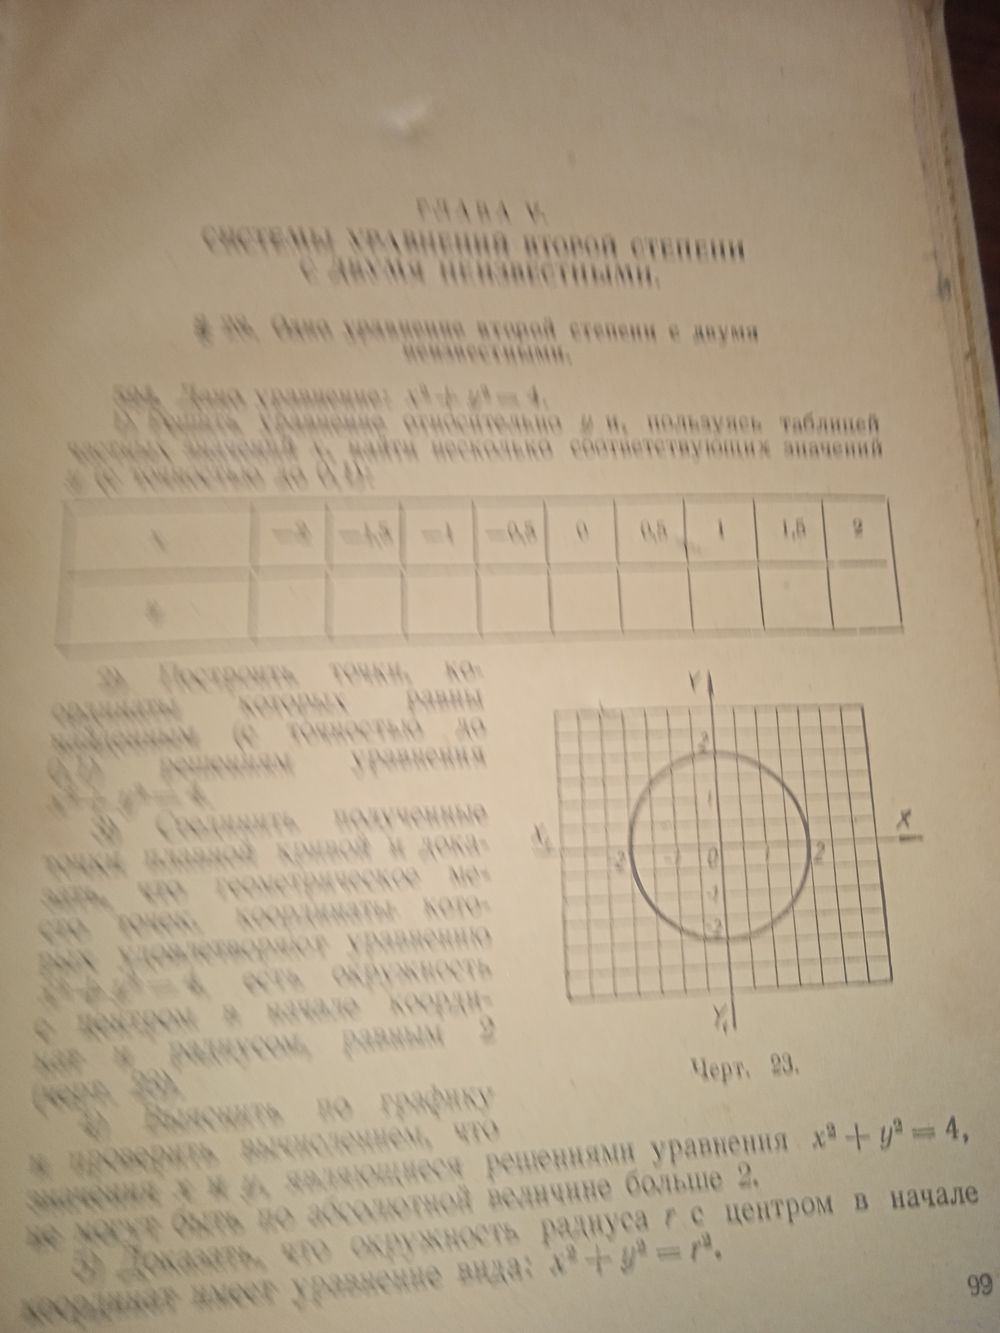 ГЛАВА V.
СИСТЕМЫ УРАВНЕНИЙ ВТОРОЙ СТЕПЕНИ
С ДВУМЯ НЕИЗВЕСТНЫМИ.
Одно уравнение второй степени с двумя
неизвестными.
Дано уравнение: x² + y² = 4.
1) Решить уравнение относительно y и, пользуясь таблицей
значений x, найти несколько соответствующих значений
(с точностью до 0,1):
x −2 −1,5 −1 −0,5 0 0,5 1 1,5 2
y
2) Построить точки, ко-
ординаты которых равны
найденным (с точностью до
0,1) решениям уравнения
x² + y² = 4.
3) Соединить полученные
точки плавной кривой и дока-
зать, что геометрическое ме-
сто точек, координаты кото-
рых удовлетворяют уравнению
x² + y² = 4, есть окружность
с центром в начале коорди-
нат и радиусом, равным 2
(черт. 23).
Y
2
1
X₁ -2 -1 0 1 2 X
-1
-2
Y₁
Черт. 23.
4) Выяснить по графику
и проверить вычислением, что
значения x и y, являющиеся решениями уравнения x² + y² = 4,
не могут быть по абсолютной величине больше 2.
5) Доказать, что окружность радиуса r с центром в начале
координат имеет уравнение вида: x² + y² = r².
99